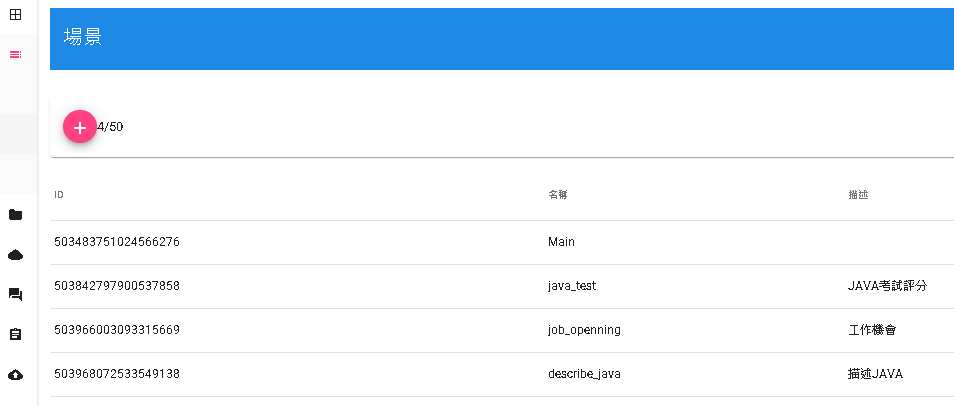 場景
4/50
ID 名稱 描述
503483751024566276 Main
503842797900537858 java_test JAVA考試評分
503966003093315669 job_openning 工作機會
503968072533549138 describe_java 描述JAVA